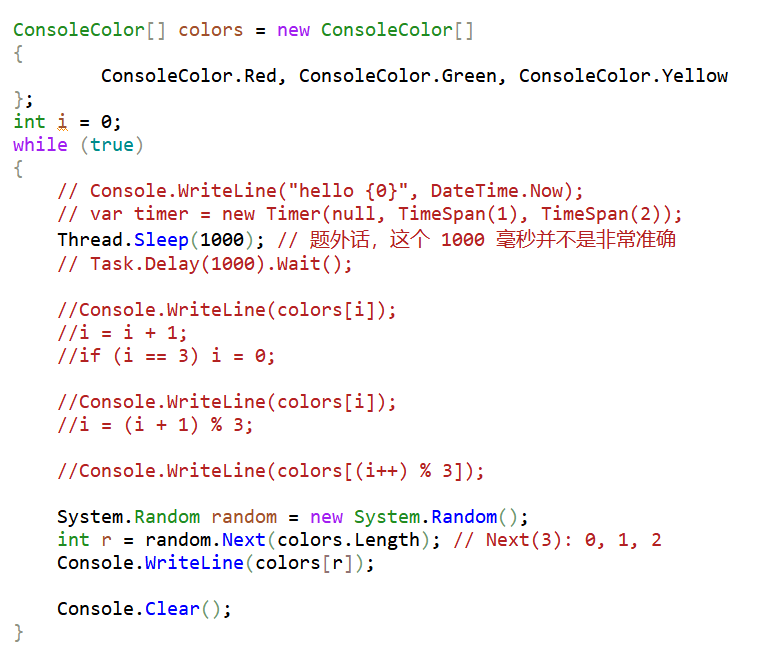 ConsoleColor[] colors = new ConsoleColor[]
{
        ConsoleColor.Red, ConsoleColor.Green, ConsoleColor.Yellow
};
int i = 0;
while (true)
{
    // Console.WriteLine("hello {0}", DateTime.Now);
    // var timer = new Timer(null, TimeSpan(1), TimeSpan(2));
    Thread.Sleep(1000); // 题外话，这个 1000 毫秒并不是非常准确
    // Task.Delay(1000).Wait();

    //Console.WriteLine(colors[i]);
    //i = i + 1;
    //if (i == 3) i = 0;

    //Console.WriteLine(colors[i]);
    //i = (i + 1) % 3;

    //Console.WriteLine(colors[(i++) % 3]);

    System.Random random = new System.Random();
    int r = random.Next(colors.Length); // Next(3): 0, 1, 2
    Console.WriteLine(colors[r]);

    Console.Clear();
}